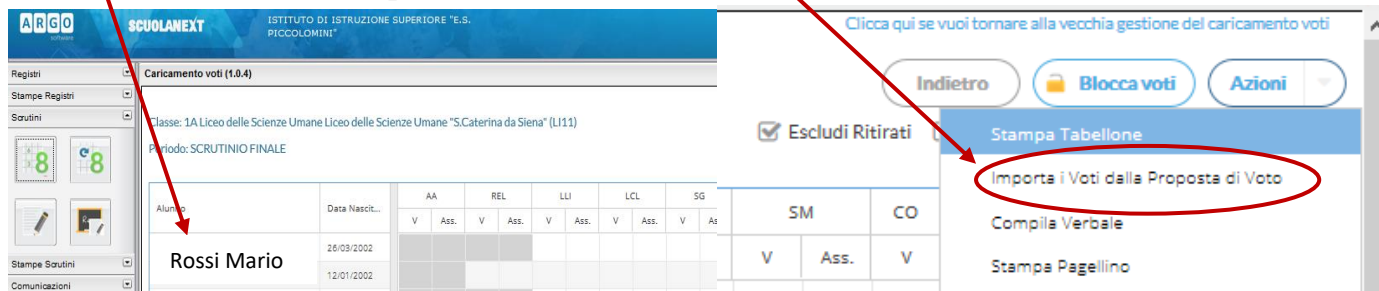 ARGO
software
SCUOLANEXT
ISTITUTO DI ISTRUZIONE SUPERIORE "E.S.
PICCOLOMINI"
Registri
Stampe Registri
Scrutini
8
8
Stampe Scrutini
Comunicazioni
Caricamento voti (1.0.4)
Classe: 1A Liceo delle Scienze Umane Liceo delle Scienze Umane "S.Caterina da Siena" (LI11)
Periodo: SCRUTINIO FINALE
Alunno Data Nascit... AA REL LLI LCL SG
V Ass. V Ass. V Ass. V Ass. V As
Rossi Mario
26/03/2002
12/01/2002
Clicca qui se vuoi tornare alla vecchia gestione del caricamento voti
Indietro Blocca voti Azioni
Escludi Ritirati
Stampa Tabellone
Importa i Voti dalla Proposta di Voto
Compila Verbale
Stampa Pagellino
SM CO
V Ass. V